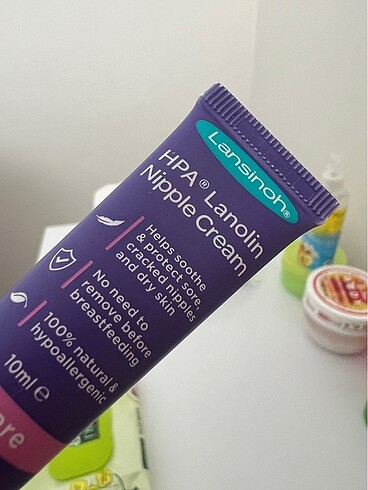 Lansinoh®
HPA® Lanolin
Nipple Cream
Helps soothe
& protect sore,
cracked nipples
and dry skin
No need to
remove before
breastfeeding
100% natural &
hypoallergenic
10ml e